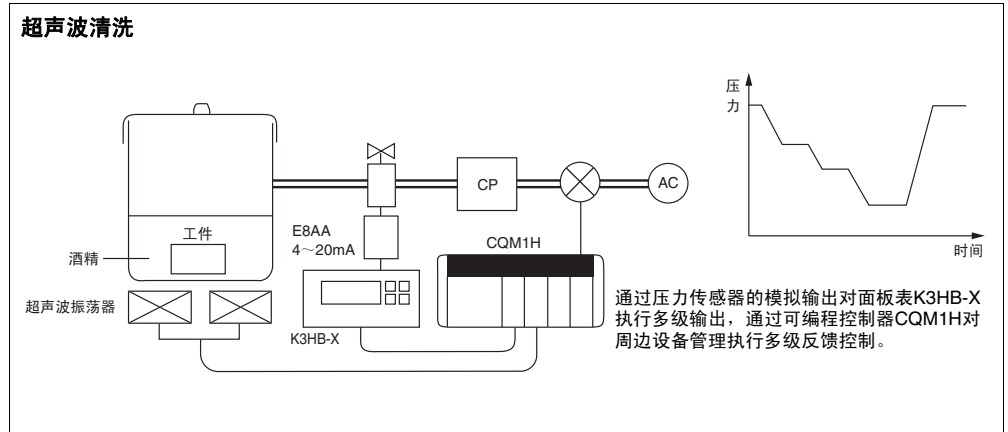 超声波清洗
压
力
时间
CP
AC
E8AA
4～20mA
CQM1H
工件
酒精
超声波振荡器
K3HB-X
通过压力传感器的模拟输出对面板表K3HB-X
执行多级输出，通过可编程控制器CQM1H对
周边设备管理执行多级反馈控制。